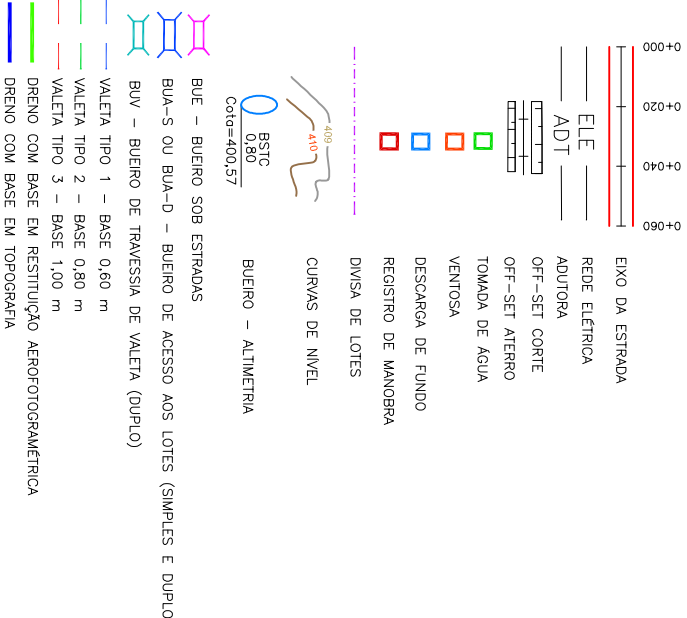 000+0
020+0
040+0
060+0
EIXO DA ESTRADA
ELE
REDE ELÉTRICA
ADT
ADUTORA
OFF-SET CORTE
OFF-SET ATERRO
TOMADA DE ÁGUA
VENTOSA
DESCARGA DE FUNDO
REGISTRO DE MANOBRA
DIVISA DE LOTES
409
410
CURVAS DE NÍVEL
BSTC
0,80
Cota=400,57
BUEIRO - ALTIMETRIA
BUE - BUEIRO SOB ESTRADAS
BUA-S OU BUA-D - BUEIRO DE ACESSO AOS LOTES (SIMPLES E DUPLO
BUV - BUEIRO DE TRAVESSIA DE VALETA (DUPLO)
VALETA TIPO 1 - BASE 0,60 m
VALETA TIPO 2 - BASE 0,80 m
VALETA TIPO 3 - BASE 1,00 m
DRENO COM BASE EM RESTITUIÇÃO AEROFOTOGRAMÉTRICA
DRENO COM BASE EM TOPOGRAFIA